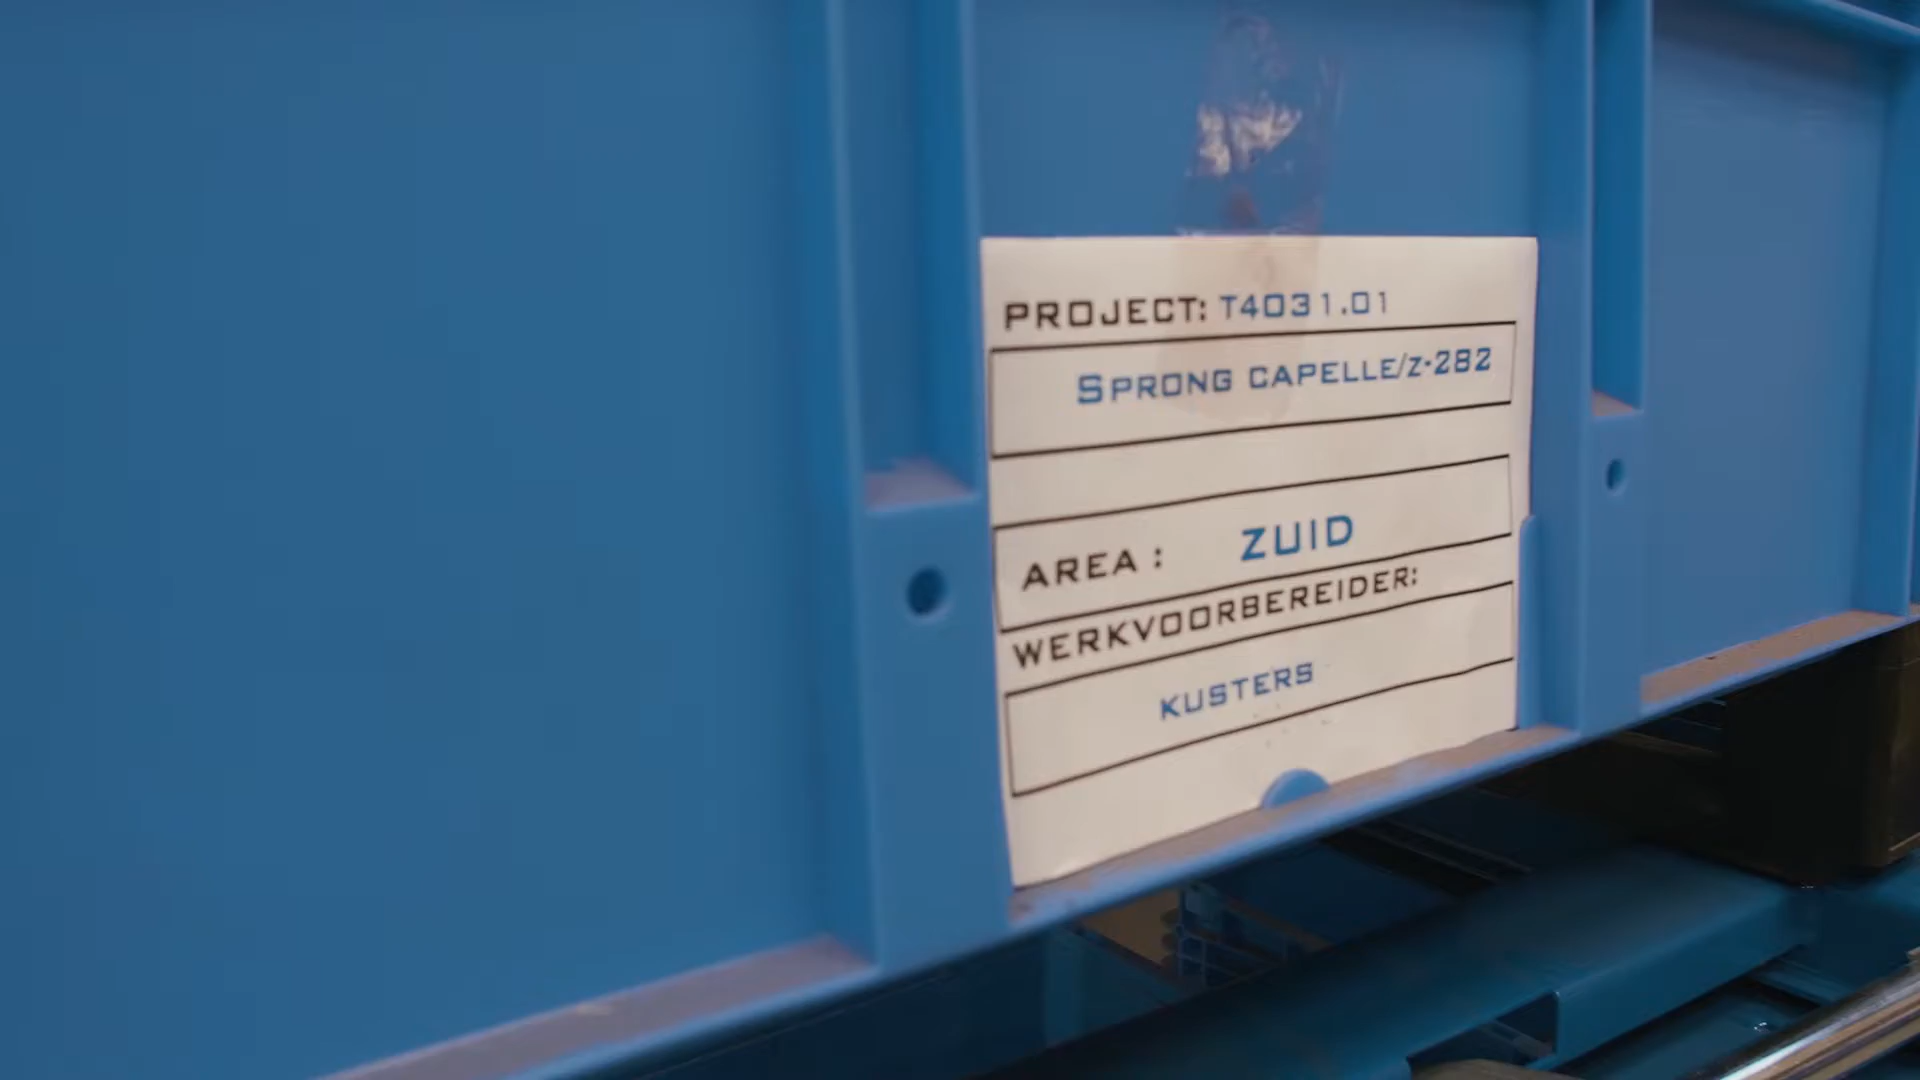 PROJECT: T4031.01
SPRONG CAPELLE/Z-282
AREA : ZUID
WERKVOORBEREIDER:
KUSTERS